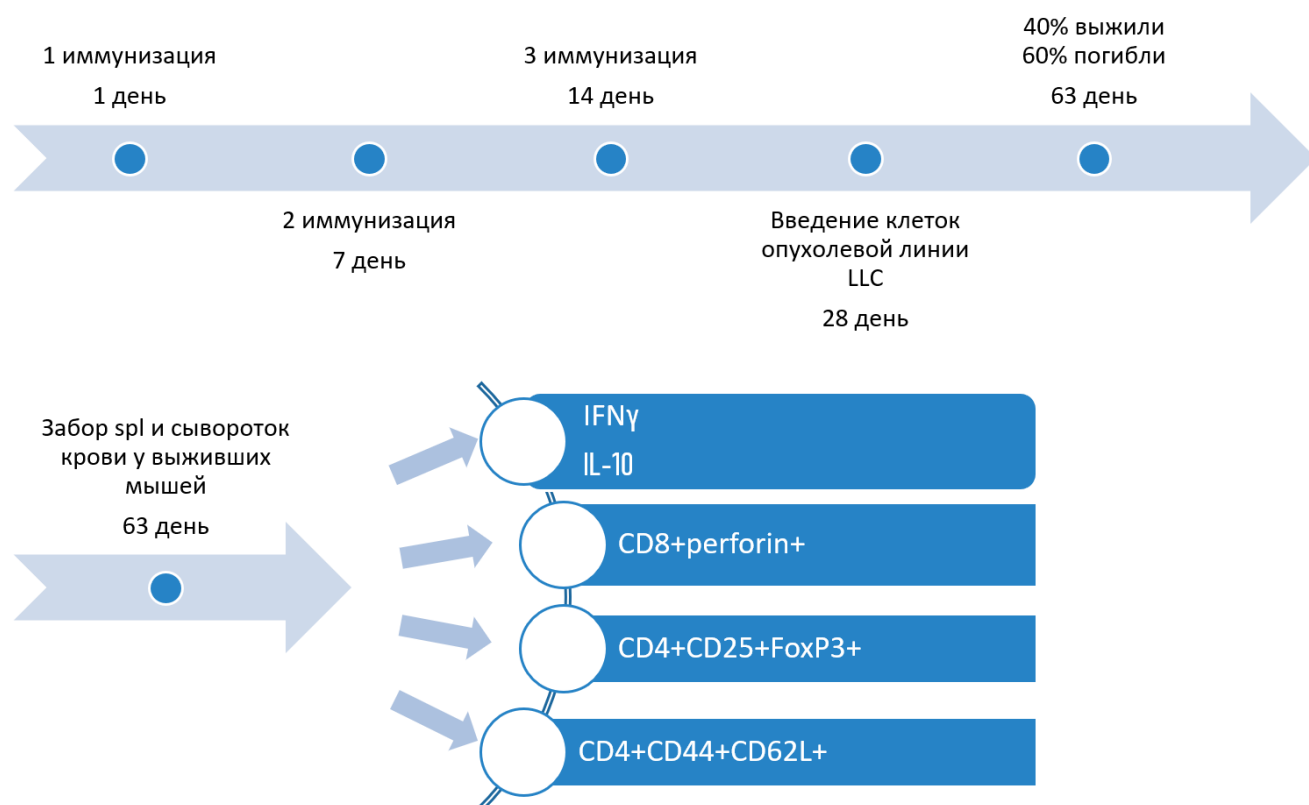 1 иммунизация
1 день
2 иммунизация
7 день
3 иммунизация
14 день
Введение клеток
опухолевой линии
LLC
28 день
40% выжили
60% погибли
63 день
Забор spl и сывороток
крови у выживших
мышей
63 день
IFNγ
IL-10
CD8+perforin+
CD4+CD25+FoxP3+
CD4+CD44+CD62L+